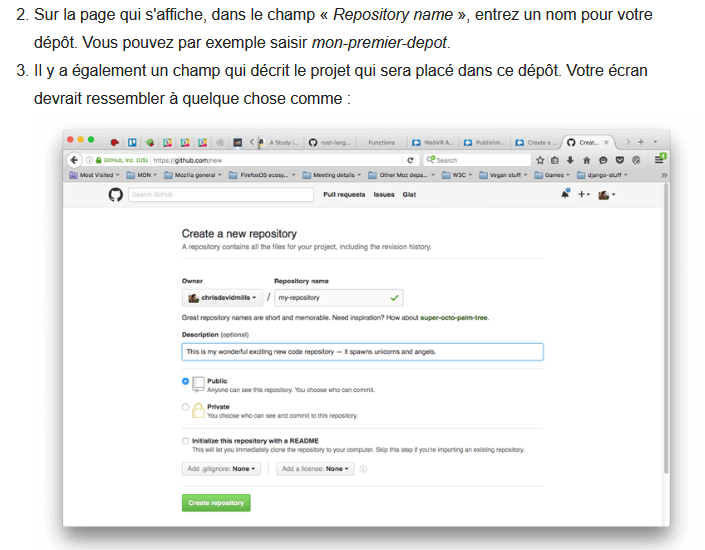 2. Sur la page qui s'affiche, dans le champ « Repository name », entrez un nom pour votre
dépôt. Vous pouvez par exemple saisir mon-premier-depot.
3. Il y a également un champ qui décrit le projet qui sera placé dans ce dépôt. Votre écran
devrait ressembler à quelque chose comme :
A Study i... rust-lang... Functions WebVR A... Publishin... Create a ... Creat...
GitHub, Inc. (US) https://github.com/new Search
Most Visited MDN Mozilla general FirefoxOS ecosy... Meeting details Other Moz depa... W3C Vegan stuff Games django-stuff
Search GitHub Pull requests Issues Gist
Create a new repository
A repository contains all the files for your project, including the revision history.
Owner Repository name
chrisdavidmills / my-repository
Great repository names are short and memorable. Need inspiration? How about super-octo-palm-tree.
Description (optional)
This is my wonderful exciting new code repository — it spawns unicorns and angels.
Public
Anyone can see this repository. You choose who can commit.
Private
You choose who can see and commit to this repository.
Initialize this repository with a README
This will let you immediately clone the repository to your computer. Skip this step if you're importing an existing repository.
Add .gitignore: None Add a license: None
Create repository